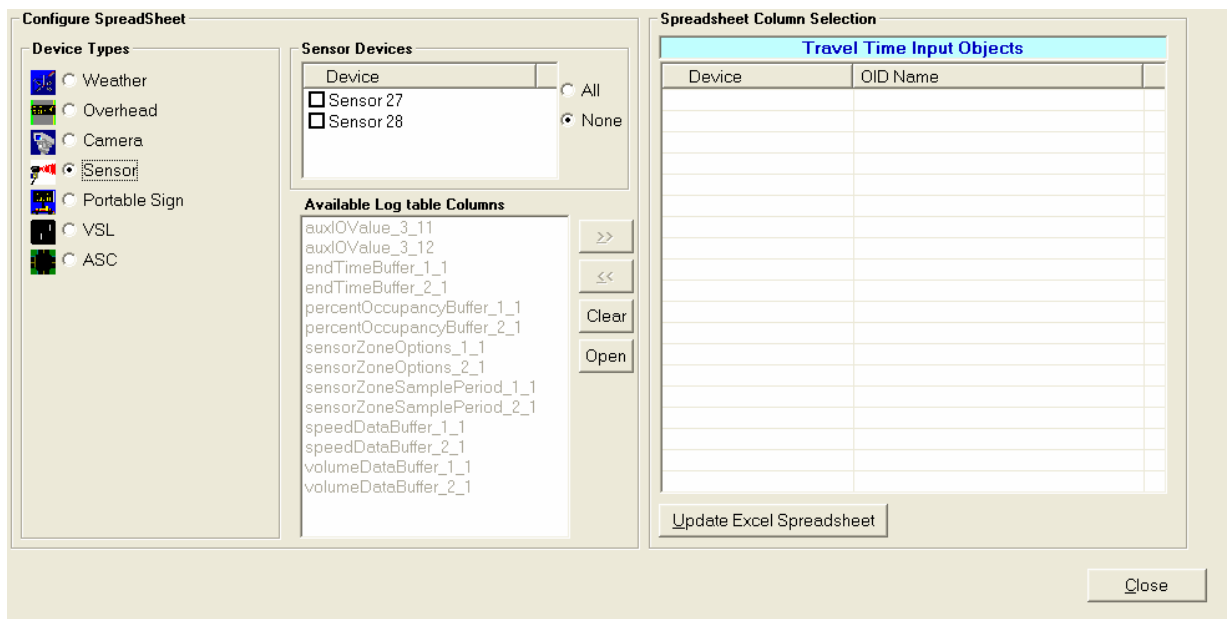 Configure SpreadSheet
Device Types
Weather
Overhead
Camera
Sensor
Portable Sign
VSL
ASC
Sensor Devices
Device
Sensor 27
Sensor 28
All
None
Available Log table Columns
auxIOValue_3_11
auxIOValue_3_12
endTimeBuffer_1_1
endTimeBuffer_2_1
percentOccupancyBuffer_1_1
percentOccupancyBuffer_2_1
sensorZoneOptions_1_1
sensorZoneOptions_2_1
sensorZoneSamplePeriod_1_1
sensorZoneSamplePeriod_2_1
speedDataBuffer_1_1
speedDataBuffer_2_1
volumeDataBuffer_1_1
volumeDataBuffer_2_1
>>
<<
Clear
Open
Spreadsheet Column Selection
Travel Time Input Objects
Device OID Name
Update Excel Spreadsheet
Close